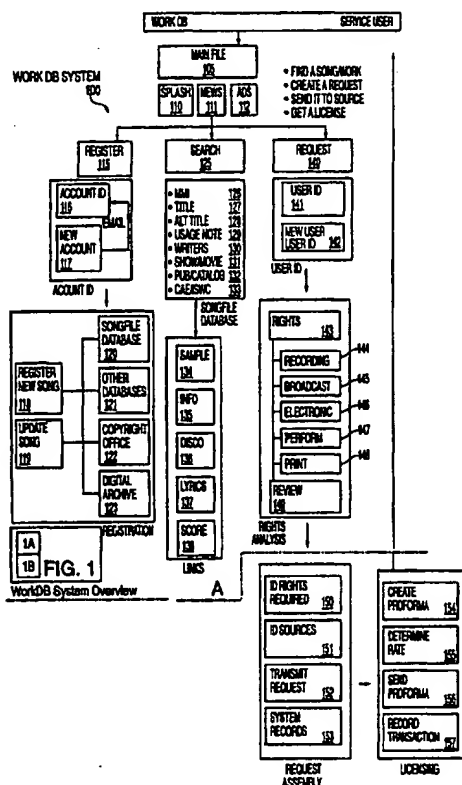 WORK DB SERVICE USER
MAIN FILE
105
SPLASH
110
NEWS
111
ADS
112
• FIND A SONG/WORK
• CREATE A REQUEST
• SEND IT TO SOURCE
• GET A LICENSE
WORK DB SYSTEM
100
REGISTER
115
ACCOUNT ID
116
EMAIL
NEW
ACCOUNT
117
ACOUNT ID
REGISTER
NEW SONG
118
UPDATE
SONG
119
SONGFILE
DATABASE
120
OTHER
DATABASES
121
COPYRIGHT
OFFICE
122
DIGITAL
ARCHIVE
123
REGISTRATION
SEARCH
125
• MMI 126
• TITLE 127
• ALT TITLE 128
• USAGE NOTE 129
• WRITERS 130
• SHOW/MOVIE 131
• PUB/CATALOG 132
• CAE/ISWC 133
SONGFILE
DATABASE
SAMPLE
134
INFO
135
DISCO
136
LYRICS
137
SCORE
138
LINKS
REQUEST
140
USER ID
141
NEW USER
USER ID 142
USER ID
RIGHTS 143
RECORDING 144
BROADCAST 145
ELECTRONIC 146
PERFORM 147
PRINT 148
REVIEW
149
RIGHTS
ANALYSIS
1A
1B
FIG. 1
WorkDB System Overview
A
ID RIGHTS
REQUIRED 150
ID SOURCES
151
TRANSMIT
REQUEST 152
SYSTEM
RECORDS 153
REQUEST
ASSEMBLY
CREATE
PROFORMA 154
DETERMINE
RATE 155
SEND
PROFORMA 156
RECORD
TRANSACTION 157
LICENSING